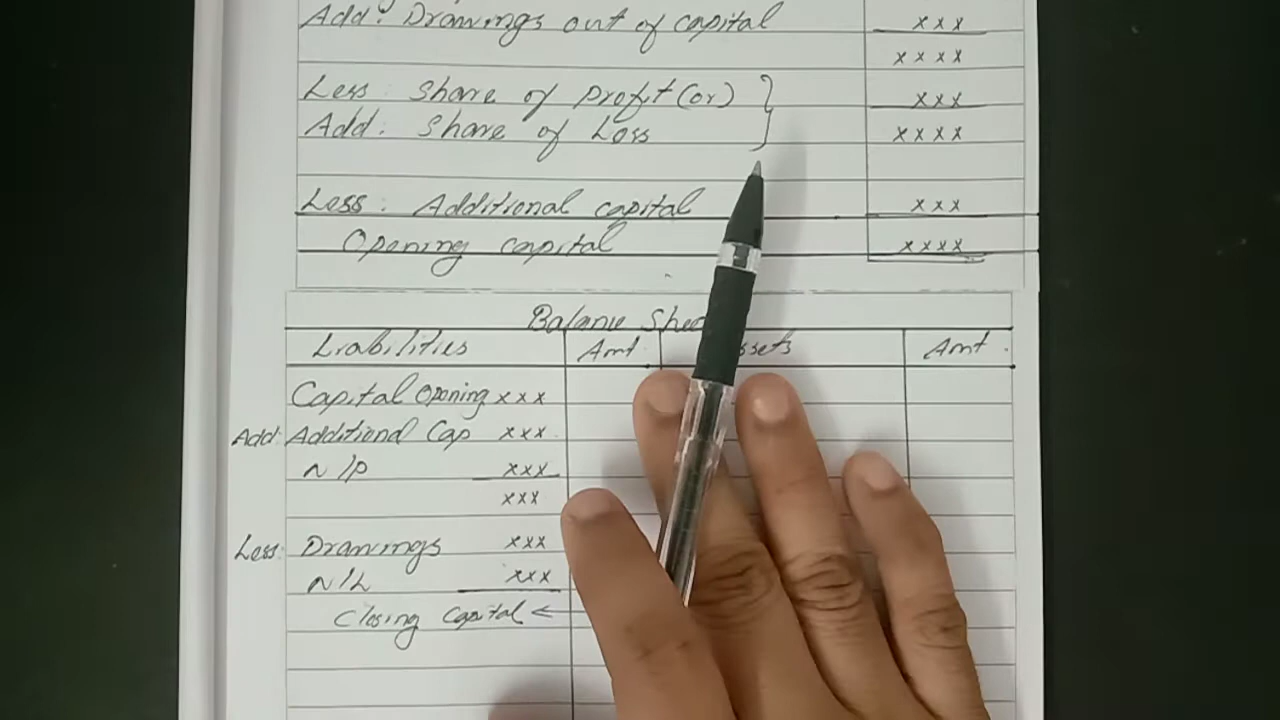 Add: Drawings out of capital xxx
xxxx
Less: Share of Profit (or) xxx
Add: Share of Loss xxxx
Less: Additional capital xxx
Opening capital xxxx
Balance
Liabilities Amt Amt.
Capital Opening xxx
Add: Additional Cap xxx
N/P xxx
xxx
Less: Drawings xxx
N/L xxx
Closing Capital ←